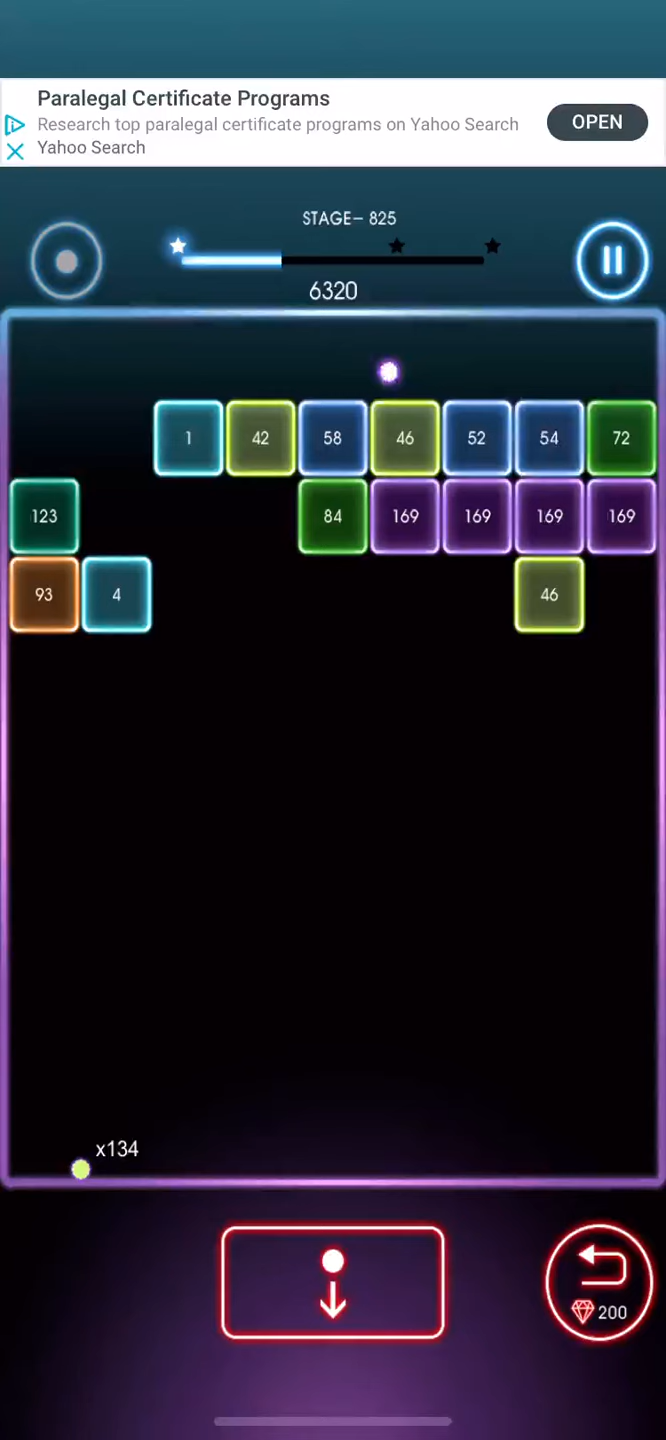 Paralegal Certificate Programs
Research top paralegal certificate programs on Yahoo Search
Yahoo Search
OPEN
STAGE- 825
6320
1 42 58 46 52 54 72
123 84 169 169 169 169
93 4 46
x134
200